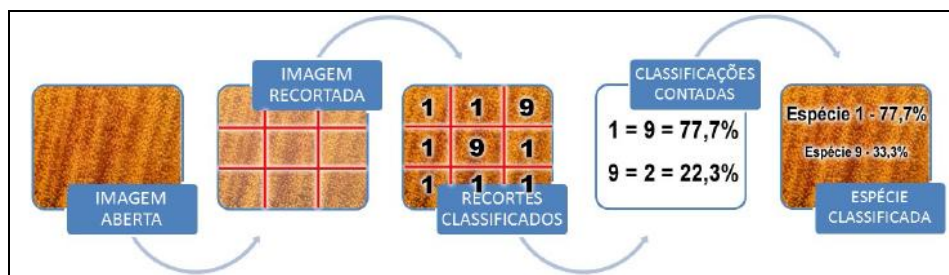 IMAGEM
ABERTA
IMAGEM
RECORTADA
1 1 9
1 9 1
1 1 1
RECORTES
CLASSIFICADOS
CLASSIFICAÇÕES
CONTADAS
1 = 9 = 77,7%
9 = 2 = 22,3%
Espécie 1 - 77,7%
Espécie 9 - 33,3%
ESPÉCIE
CLASSIFICADA